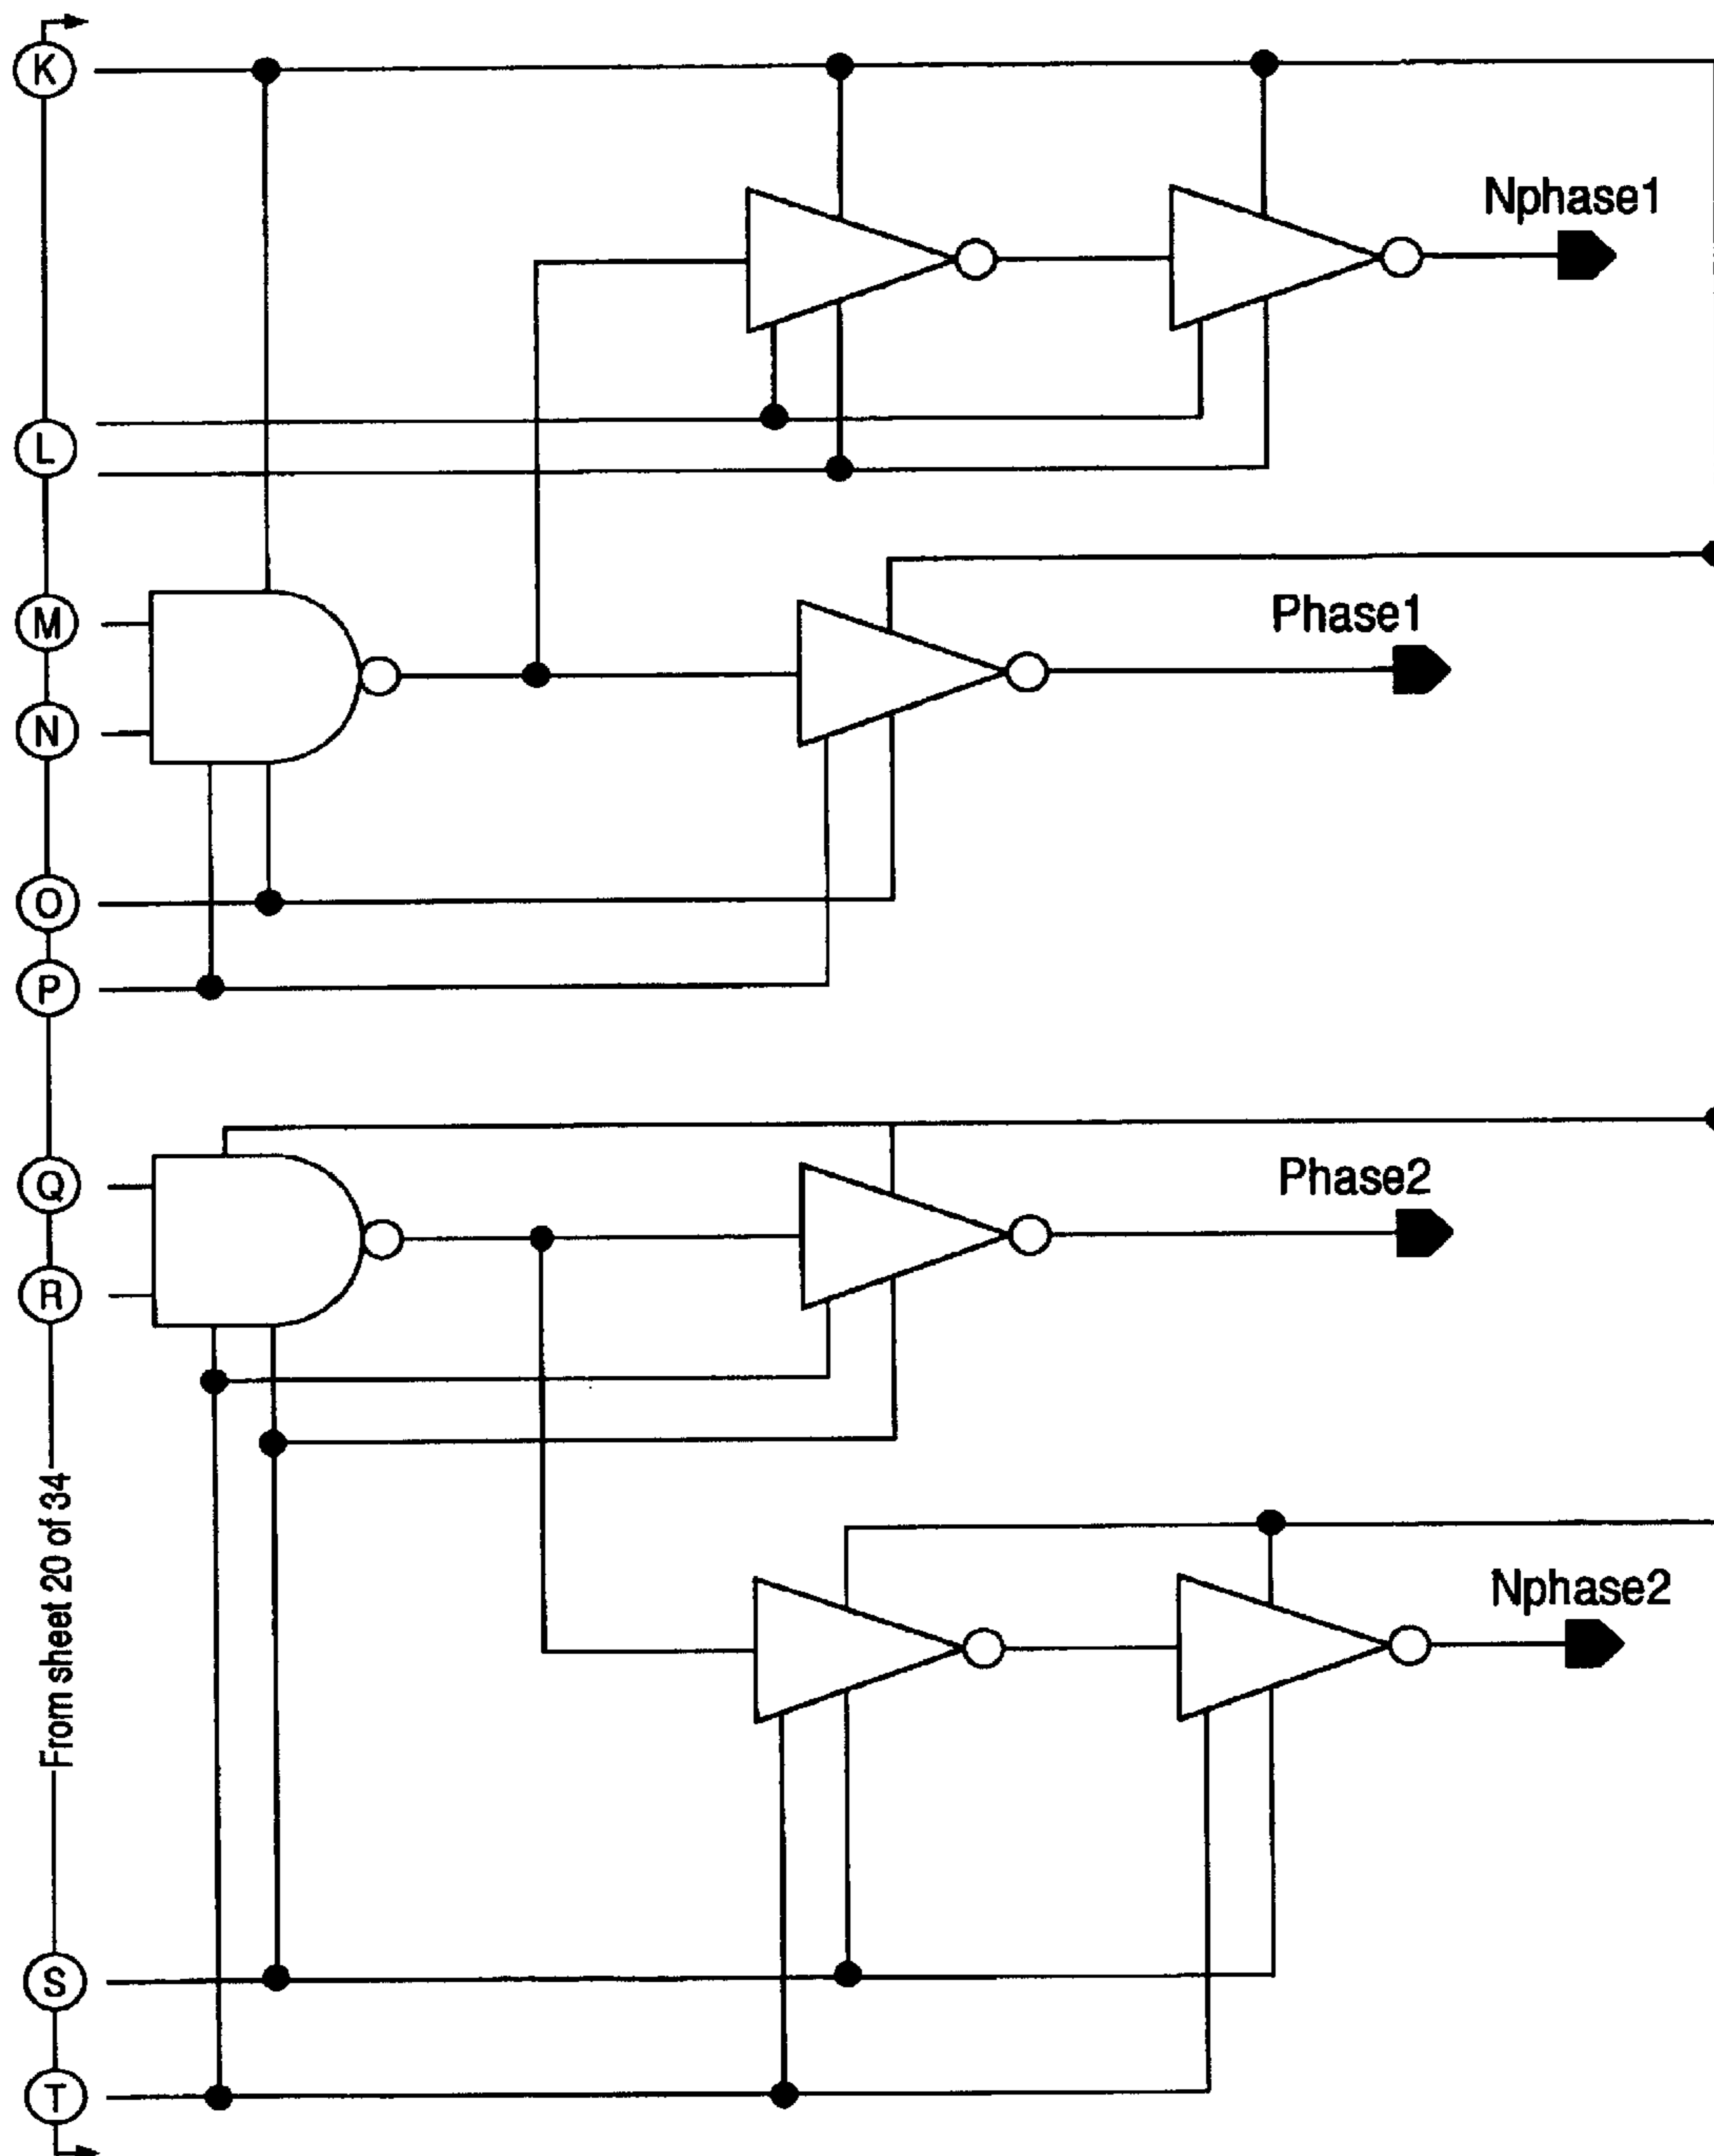 K
Nphase1
L
M
Phase1
N
O
P
Q
Phase2
R
From sheet 20 of 34
Nphase2
S
T